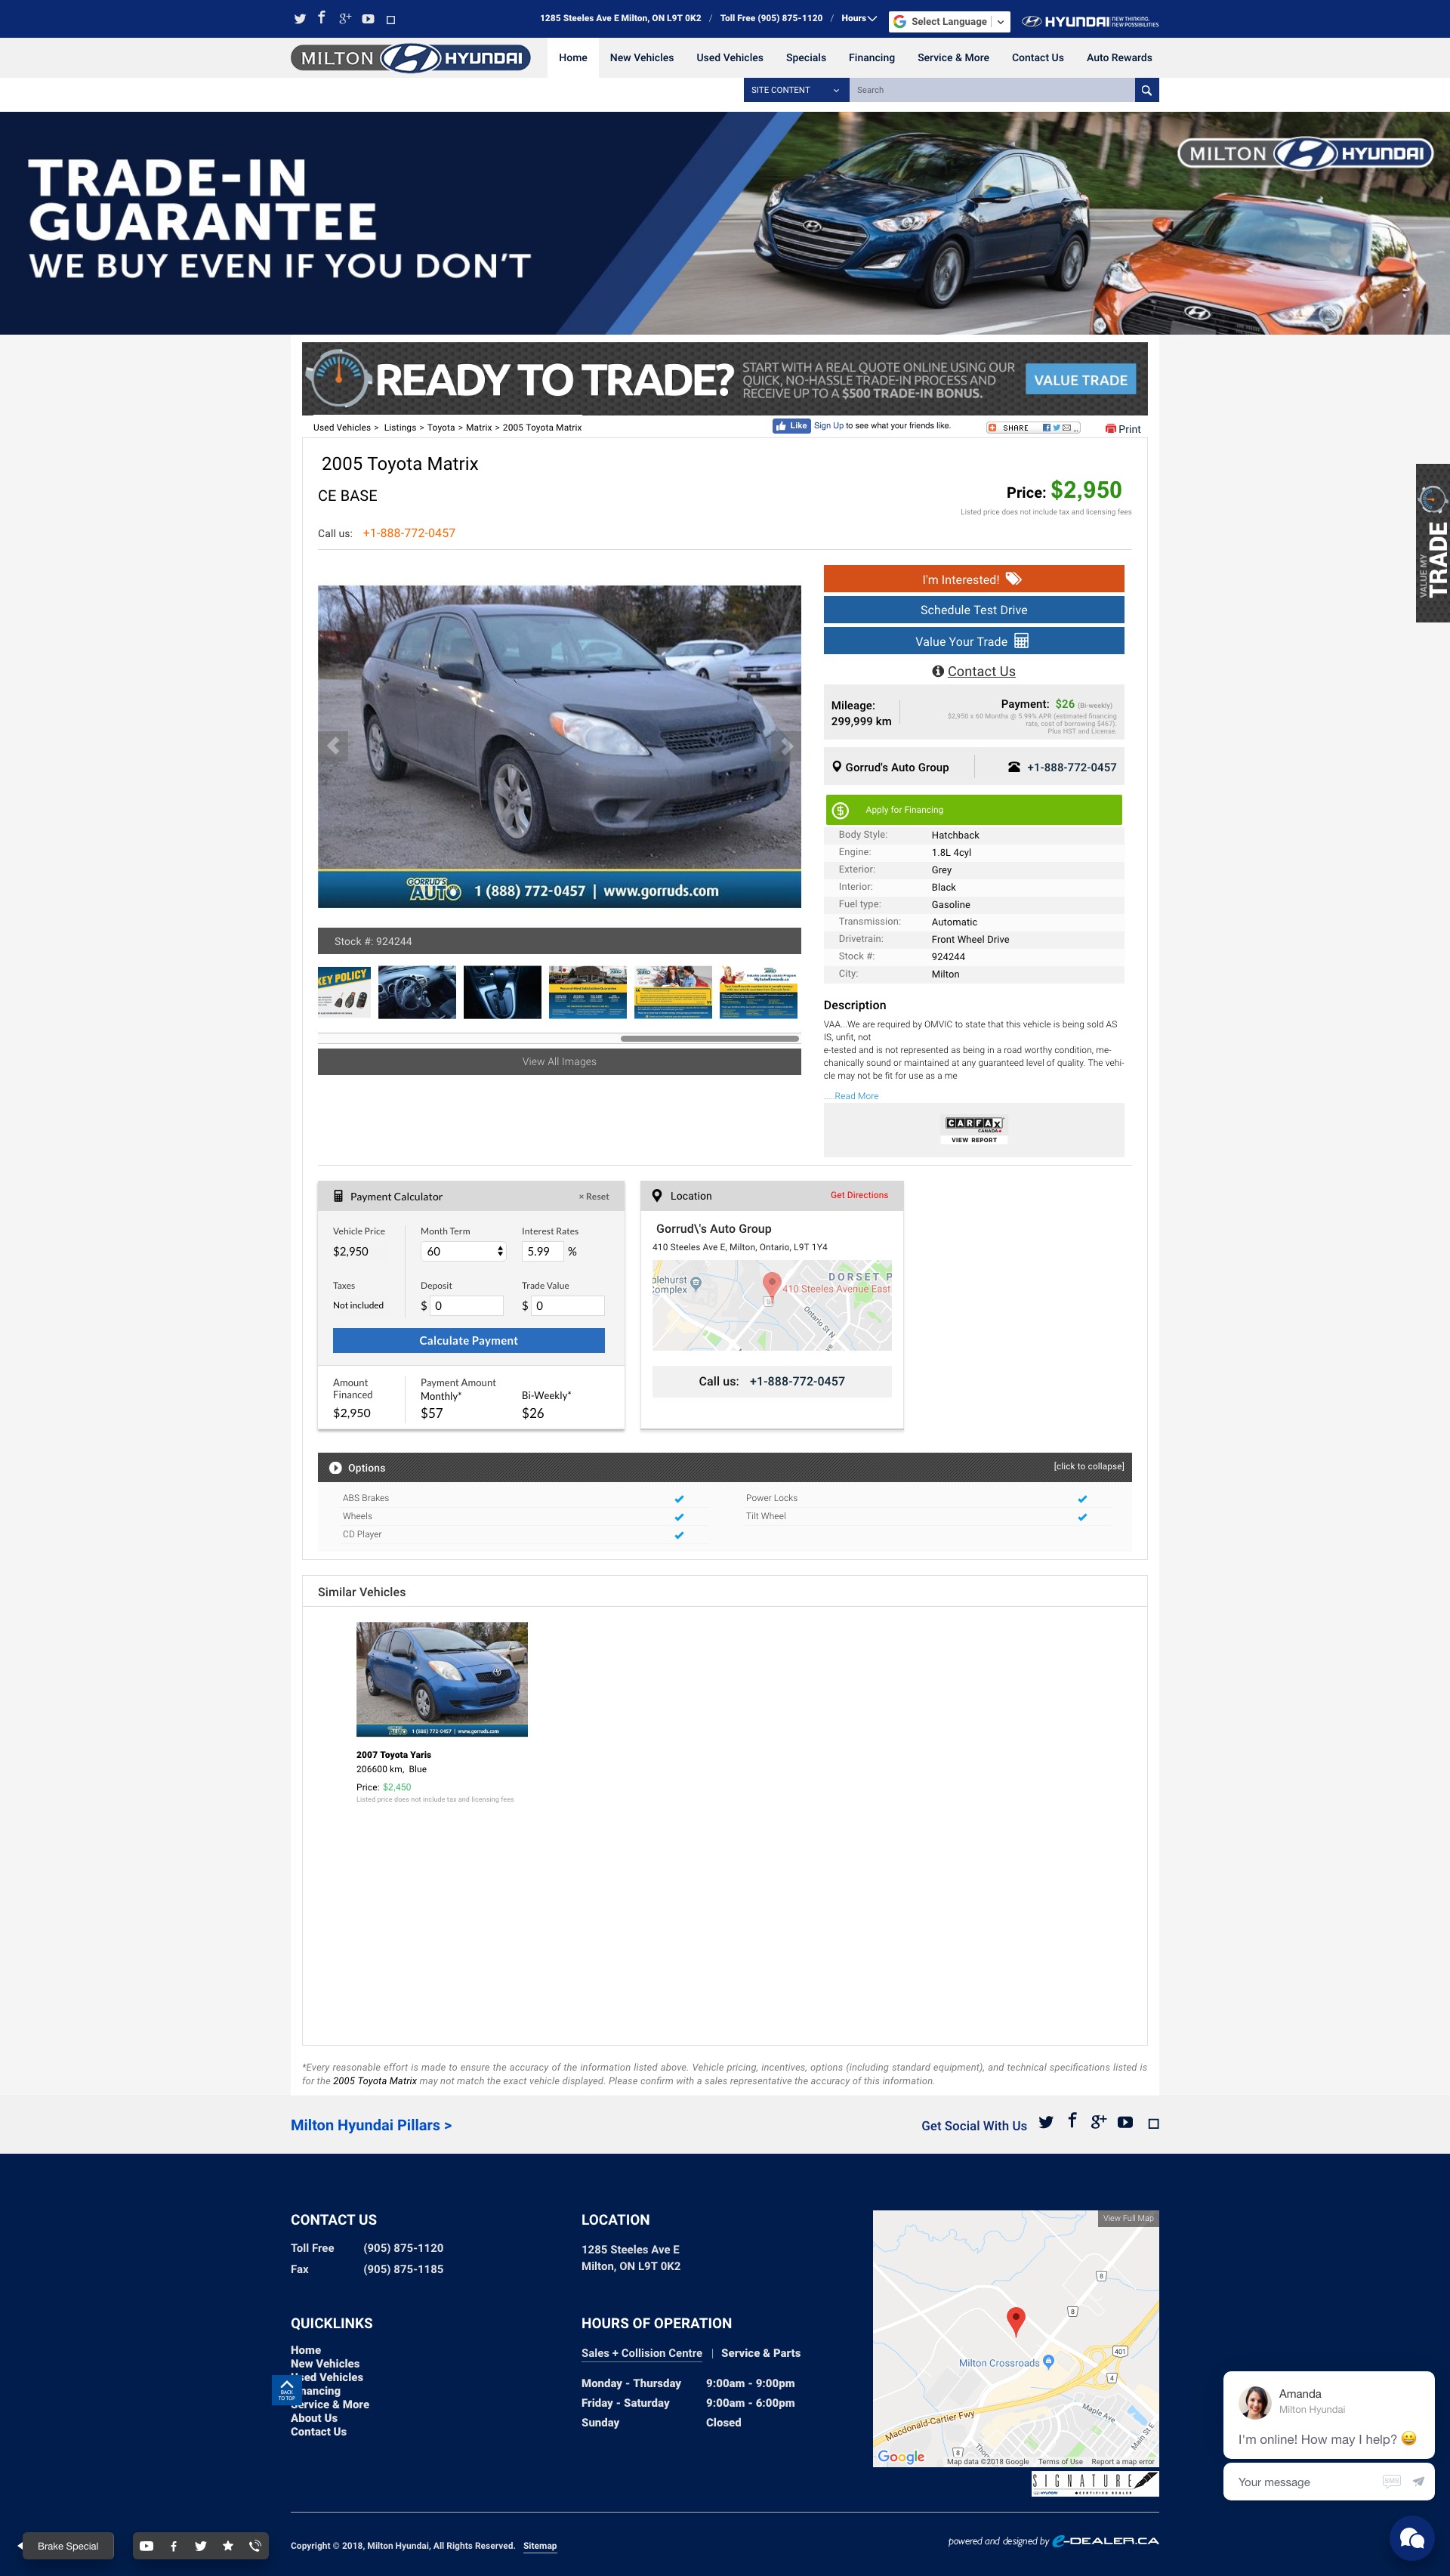 1285 Steeles Ave E Milton, ON L9T 0K2 / Toll Free (905) 875-1120 / Hours
Select Language
HYUNDAI NEW THINKING. NEW POSSIBILITIES.
MILTON HYUNDAI
Home New Vehicles Used Vehicles Specials Financing Service & More Contact Us Auto Rewards
SITE CONTENT Search
TRADE-IN
GUARANTEE
WE BUY EVEN IF YOU DON'T
MILTON HYUNDAI
READY TO TRADE?
START WITH A REAL QUOTE ONLINE USING OUR
QUICK, NO-HASSLE TRADE-IN PROCESS AND
RECEIVE UP TO A $500 TRADE-IN BONUS.
VALUE TRADE
Used Vehicles > Listings > Toyota > Matrix > 2005 Toyota Matrix
Like Sign Up to see what your friends like.
SHARE
Print
VALUE MY
TRADE
2005 Toyota Matrix
CE BASE
Price: $2,950
Listed price does not include tax and licensing fees
Call us: +1-888-772-0457
GORRUD'S AUTO 1 (888) 772-0457 | www.gorruds.com
Stock #: 924244
KEY POLICY
View All Images
I'm Interested!
Schedule Test Drive
Value Your Trade
Contact Us
Mileage:
299,999 km
Payment: $26 (Bi-weekly)
$2,950 x 60 Months @ 5.99% APR (estimated financing
rate, cost of borrowing $467).
Plus HST and License.
Gorrud's Auto Group
+1-888-772-0457
Apply for Financing
Body Style: Hatchback
Engine: 1.8L 4cyl
Exterior: Grey
Interior: Black
Fuel type: Gasoline
Transmission: Automatic
Drivetrain: Front Wheel Drive
Stock #: 924244
City: Milton
Description
VAA...We are required by OMVIC to state that this vehicle is being sold AS
IS, unfit, not
e-tested and is not represented as being in a road worthy condition, me-
chanically sound or maintained at any guaranteed level of quality. The vehi-
cle may not be fit for use as a me
.....Read More
CARFAX
CANADA
VIEW REPORT
Payment Calculator × Reset
Vehicle Price Month Term Interest Rates
$2,950 60 5.99 %
Taxes Deposit Trade Value
Not included $ 0 $ 0
Calculate Payment
Amount
Financed
$2,950
Payment Amount
Monthly*
$57
Bi-Weekly*
$26
Location Get Directions
Gorrud\'s Auto Group
410 Steeles Ave E, Milton, Ontario, L9T 1Y4
plehurst
Complex
DORSET P
410 Steeles Avenue East
Ontario St N
Call us: +1-888-772-0457
Options [click to collapse]
ABS Brakes
Power Locks
Wheels
Tilt Wheel
CD Player
Similar Vehicles
1 (888) 772-0457 | www.gorruds.com
2007 Toyota Yaris
206600 km, Blue
Price: $2,450
Listed price does not include tax and licensing fees
*Every reasonable effort is made to ensure the accuracy of the information listed above. Vehicle pricing, incentives, options (including standard equipment), and technical specifications listed is
for the 2005 Toyota Matrix may not match the exact vehicle displayed. Please confirm with a sales representative the accuracy of this information.
Milton Hyundai Pillars >
Get Social With Us
CONTACT US
Toll Free (905) 875-1120
Fax (905) 875-1185
LOCATION
1285 Steeles Ave E
Milton, ON L9T 0K2
QUICKLINKS
Home
New Vehicles
Used Vehicles
nancing
Service & More
About Us
Contact Us
BACK
TO TOP
HOURS OF OPERATION
Sales + Collision Centre | Service & Parts
Monday - Thursday 9:00am - 9:00pm
Friday - Saturday 9:00am - 6:00pm
Sunday Closed
View Full Map
8
8
401
Milton Crossroads
4
Maple Ave
Macdonald-Cartier Fwy
Main St E
8
Thor
Google
Map data ©2018 Google Terms of Use Report a map error
SIGNATURE
HYUNDAI CERTIFIED DEALER
Amanda
Milton Hyundai
I'm online! How may I help?
Your message
SMS
Brake Special
Copyright © 2018, Milton Hyundai, All Rights Reserved. Sitemap
powered and designed by e-DEALER.CA